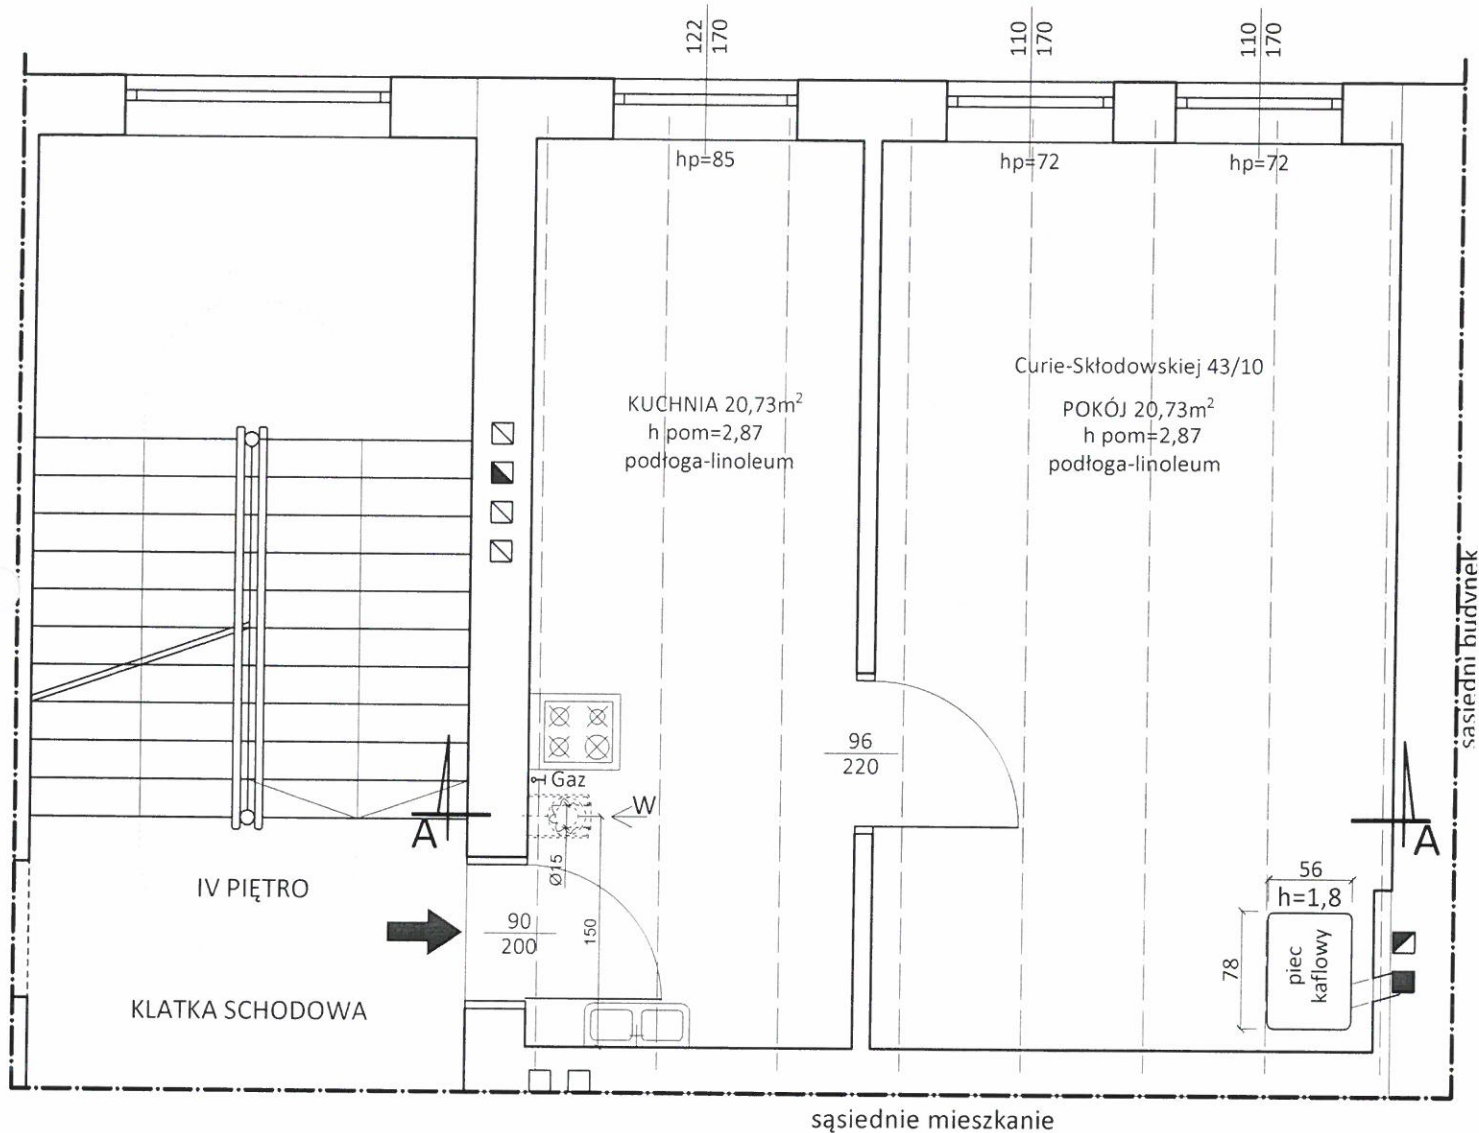 122
170
110
170
110
170
hp=85
hp=72
hp=72
Curie-Skłodowskiej 43/10
KUCHNIA 20,73m²
h pom=2,87
podłoga-linoleum
POKÓJ 20,73m²
h pom=2,87
podłoga-linoleum
sąsiedni budynek
96
220
Gaz
W
A
A
Ø15
150
IV PIĘTRO
90
200
56
h=1,8
78
piec
kaflowy
KLATKA SCHODOWA
sąsiednie mieszkanie